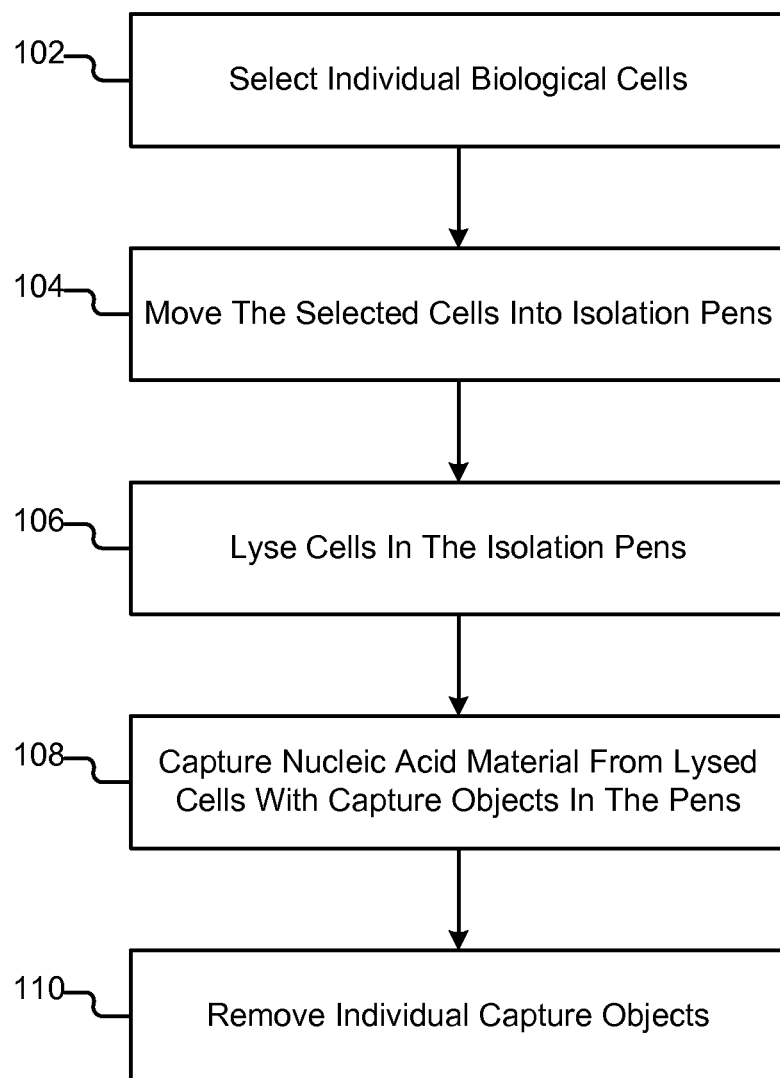 102
Select Individual Biological Cells
104
Move The Selected Cells Into Isolation Pens
106
Lyse Cells In The Isolation Pens
108
Capture Nucleic Acid Material From Lysed
Cells With Capture Objects In The Pens
110
Remove Individual Capture Objects